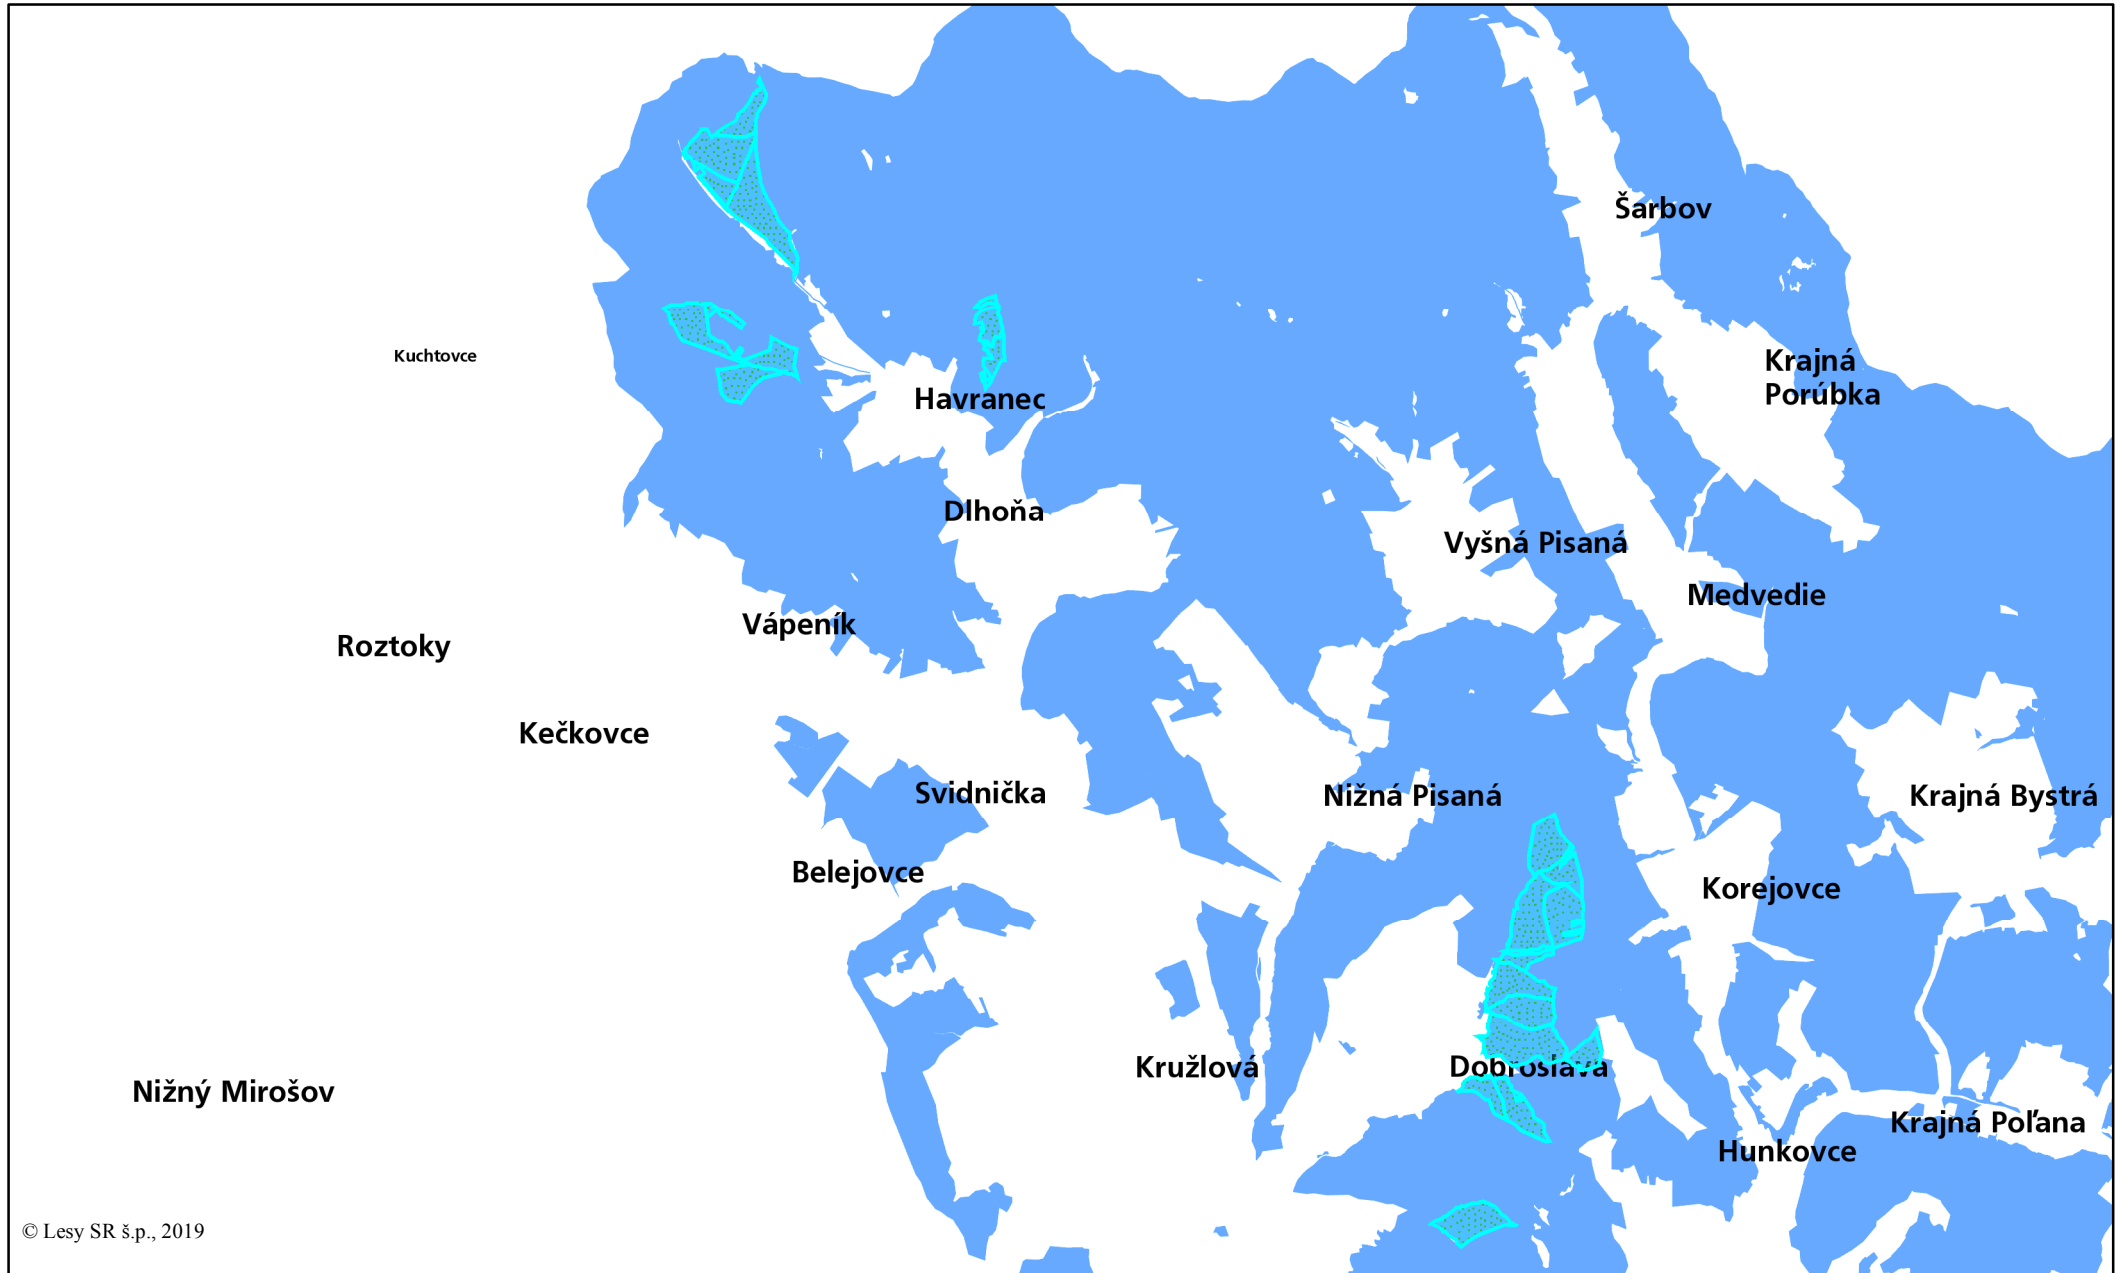 Šarbov
Kuchtovce
Krajná
Porúbka
Havranec
Dlhoňa
Vyšná Pisaná
Medvedie
Vápeník
Roztoky
Kečkovce
Svidnička
Nižná Pisaná
Krajná Bystrá
Belejovce
Korejovce
Kružlová
Dobroslava
Nižný Mirošov
Krajná Poľana
Hunkovce
© Lesy SR š.p., 2019